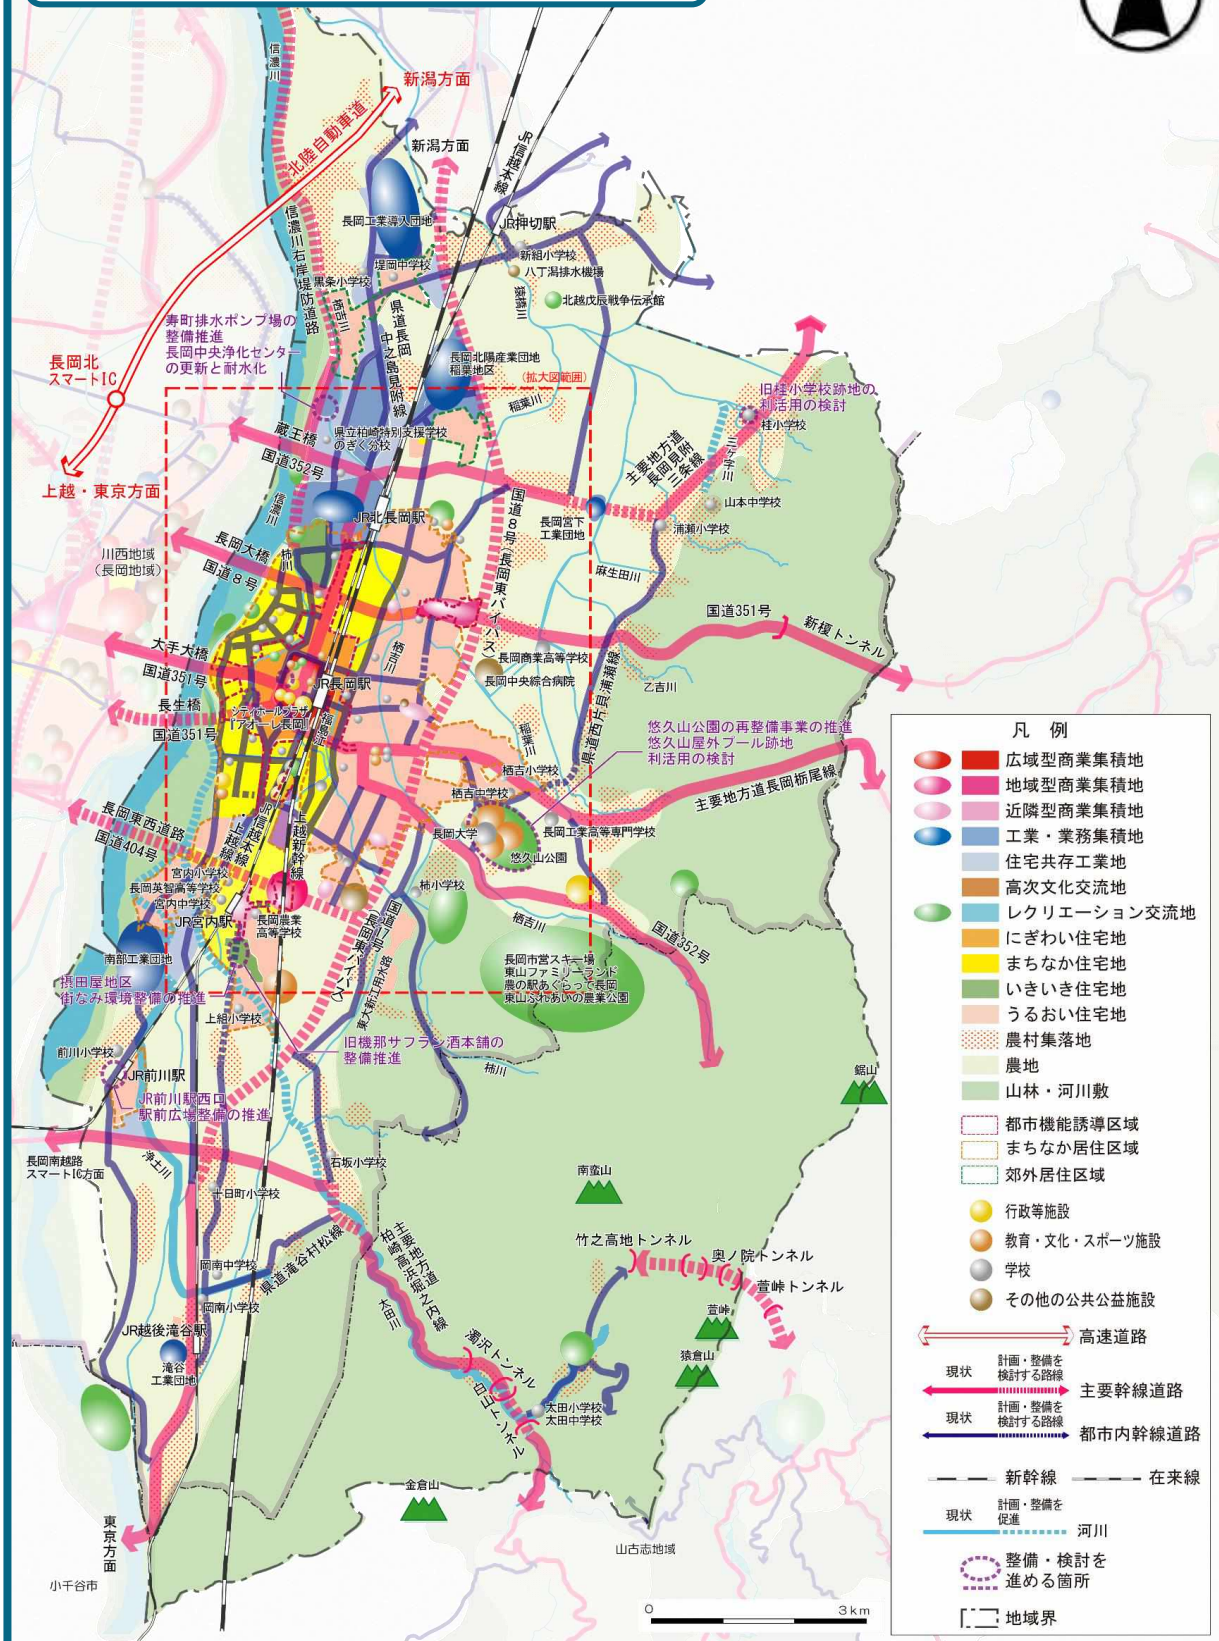 信濃川
新潟方面
北陸自動車道
新潟方面
JR信越本線
信濃川右岸堤防道路
長岡工業導入団地
JR押切駅
新組小学校
八丁潟排水機場
堤岡中学校
黒条小学校
猿橋川
北越戊辰戦争伝承館
栖吉川
県道長岡
中之島見附線
寿町排水ポンプ場の
整備推進
長岡中央浄化センター
の更新と耐水化
長岡北
スマートIC
長岡北陽産業団地
稲葉地区
(拡大図範囲)
稲葉川
旧桂小学校跡地の
利活用の検討
桂小学校
三ケ字川
蔵王橋
国道352号
県立柏崎特別支援学校
のぎく分校
主要地方道
長岡見附
三条線
上越・東京方面
信濃川
国道8号(長岡東バイパス)
山本中学校
長岡宮下
工業団地
浦瀬小学校
JR北長岡駅
川西地域
(長岡地域)
長岡大橋
国道8号
柿川
麻生田川
国道351号
新榎トンネル
大手大橋
国道351号
栖吉川
長岡商業高等学校
長岡中央綜合病院
県道西片貝浦瀬線
乙吉川
JR長岡駅
長生橋
国道351号
シティホールプラザ
「アオーレ長岡」
福島江
稲葉川
悠久山公園の再整備事業の推進
悠久山屋外プール跡地
利活用の検討
栖吉小学校
栖吉中学校
主要地方道長岡栃尾線
長岡東西道路
国道404号
JR信越本線
上越線
上越新幹線
長岡大学
長岡工業高等専門学校
悠久山公園
宮内小学校
長岡英智高等学校
宮内中学校
JR宮内駅
長岡農業
高等学校
柿小学校
国道17号
(長岡東バイパス)
栖吉川
国道352号
南部工業団地
摂田屋地区
街なみ環境整備の推進
長岡市営スキー場
東山ファミリーランド
農の駅あぐらって長岡
東山ふれあいの農業公園
東大新江用水路
上組小学校
旧機那サフラン酒本舗の
整備推進
前川小学校
JR前川駅
柿川
鋸山
JR前川駅西口
駅前広場整備の推進
長岡南越路
スマートIC方面
浄土川
石坂小学校
十日町小学校
南蛮山
岡南中学校
県道滝谷村松線
岡南小学校
主要地方道
柏崎高浜堀之内線
竹之高地トンネル
奥ノ院トンネル
萱峠トンネル
太田川
JR越後滝谷駅
滝谷
工業団地
濁沢トンネル
白山トンネル
萱峠
猿倉山
太田小学校
太田中学校
金倉山
東京方面
小千谷市
山古志地域
0
3km
凡 例
広域型商業集積地
地域型商業集積地
近隣型商業集積地
工業・業務集積地
住宅共存工業地
高次文化交流地
レクリエーション交流地
にぎわい住宅地
まちなか住宅地
いきいき住宅地
うるおい住宅地
農村集落地
農地
山林・河川敷
都市機能誘導区域
まちなか居住区域
郊外居住区域
行政等施設
教育・文化・スポーツ施設
学校
その他の公共公益施設
高速道路
現状
計画・整備を
検討する路線
主要幹線道路
現状
計画・整備を
検討する路線
都市内幹線道路
新幹線
在来線
現状
計画・整備を
促進
河川
整備・検討を
進める箇所
地域界